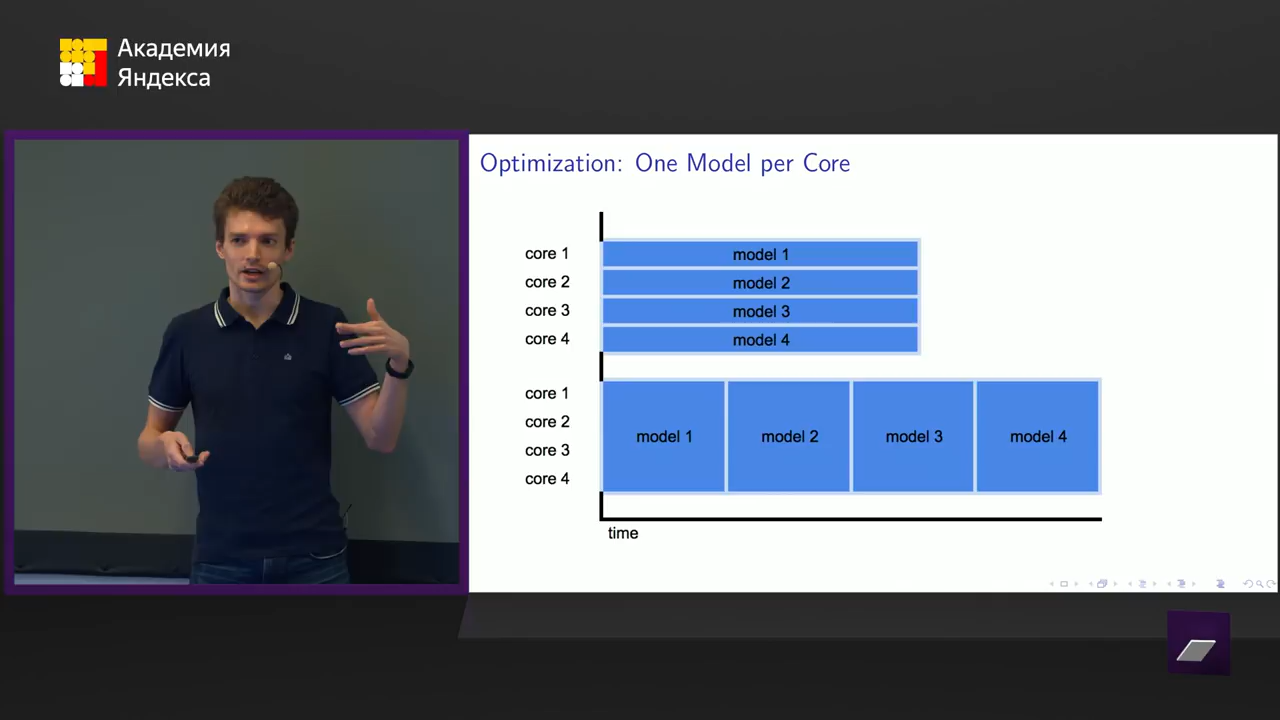 Академия
Яндекса
Optimization: One Model per Core
core 1
model 1
core 2
model 2
core 3
model 3
core 4
model 4
core 1
core 2
core 3
core 4
model 1
model 2
model 3
model 4
time